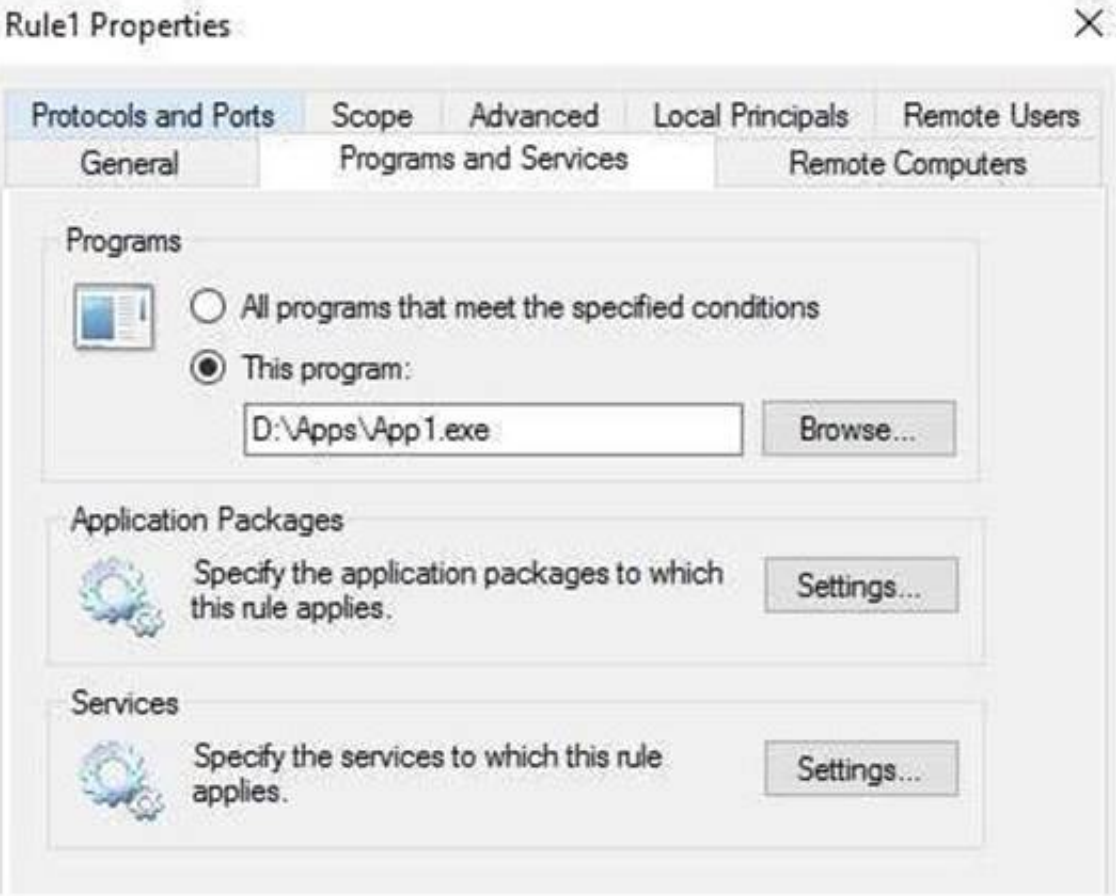 Rule1 Properties
Protocols and Ports Scope Advanced Local Principals Remote Users
General Programs and Services Remote Computers
Programs
All programs that meet the specified conditions
This program:
D:\Apps\App1.exe Browse...
Application Packages
Specify the application packages to which
this rule applies.
Settings...
Services
Specify the services to which this rule
applies.
Settings...